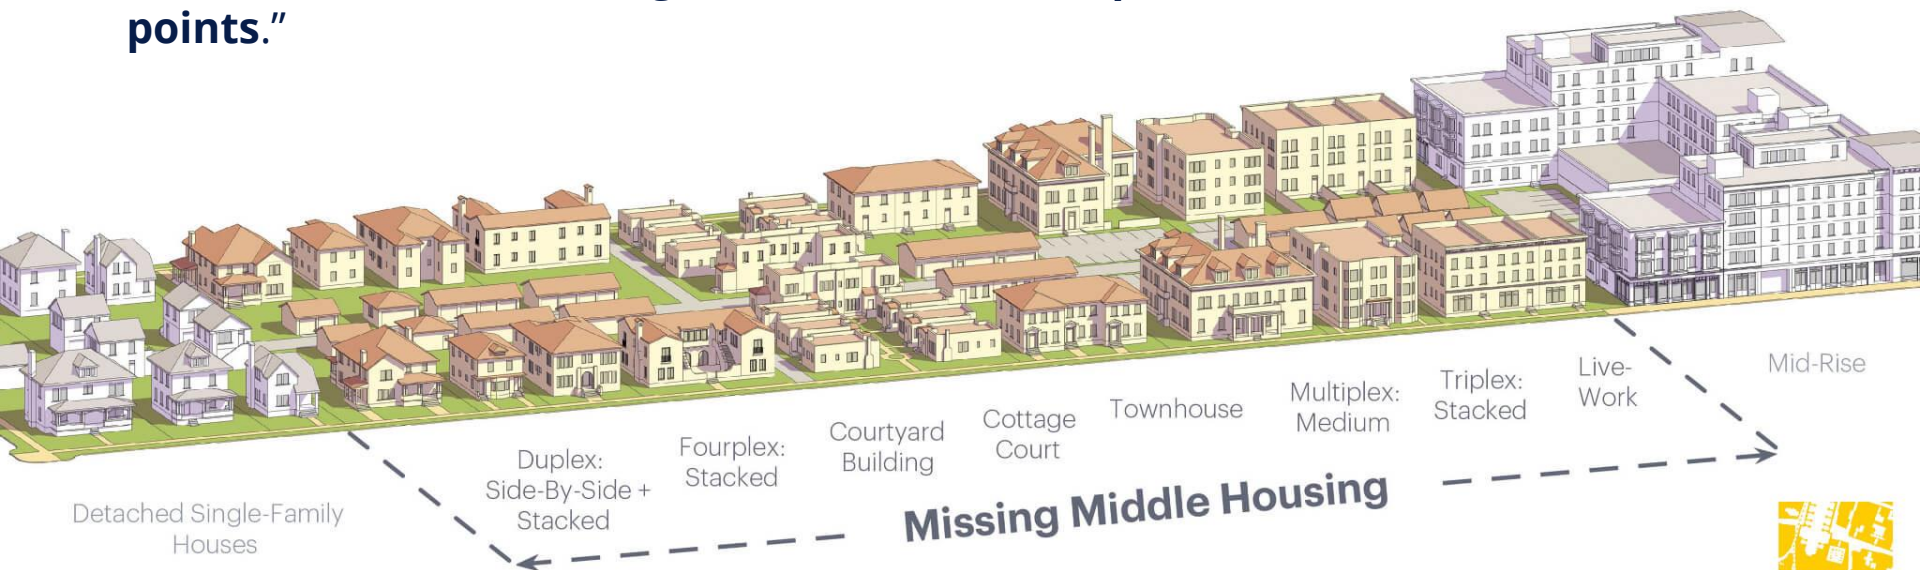 points.”
Detached Single-Family
Houses
Duplex:
Side-By-Side +
Stacked
Fourplex:
Stacked
Courtyard
Building
Cottage
Court
Townhouse
Multiplex:
Medium
Triplex:
Stacked
Live-
Work
Mid-Rise
Missing Middle Housing